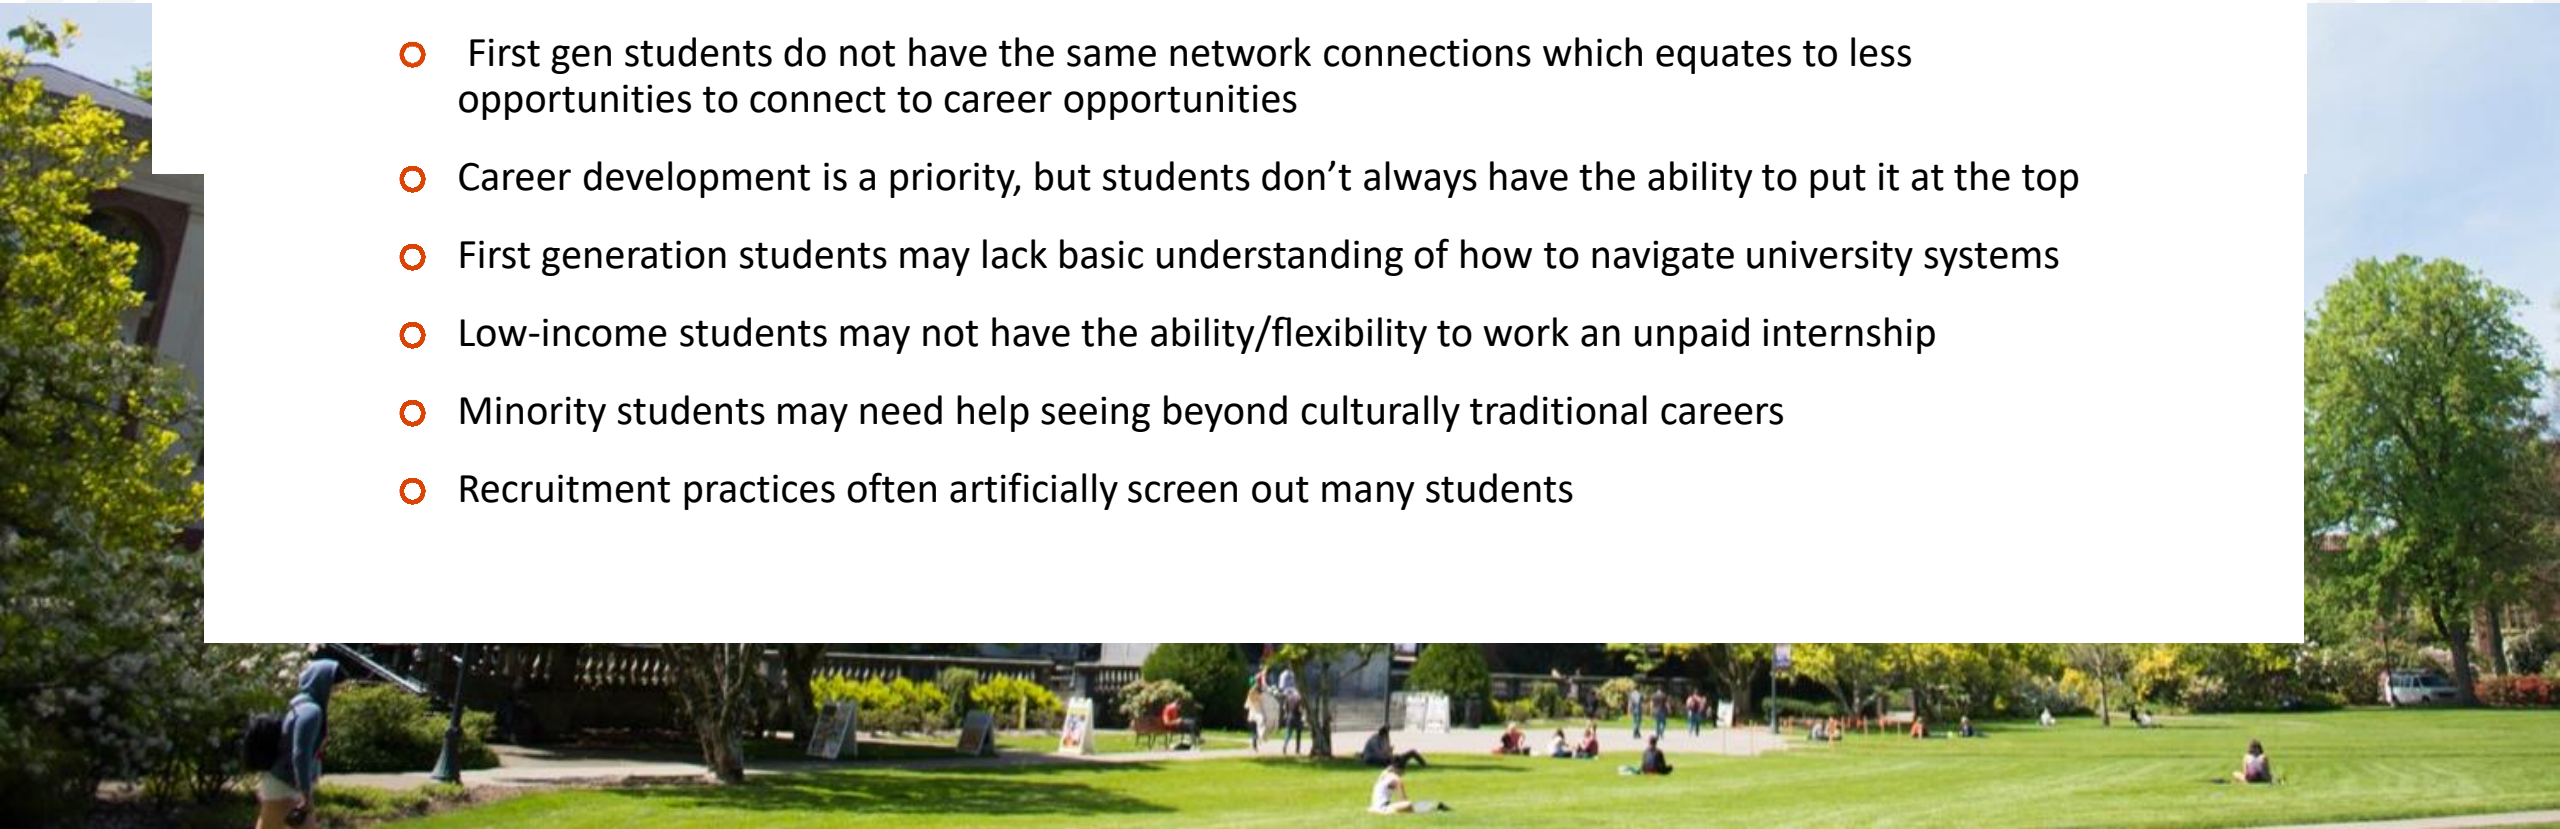 First gen students do not have the same network connections which equates to less
opportunities to connect to career opportunities
Career development is a priority, but students don’t always have the ability to put it at the top
First generation students may lack basic understanding of how to navigate university systems
Low-income students may not have the ability/flexibility to work an unpaid internship
Minority students may need help seeing beyond culturally traditional careers
Recruitment practices often artificially screen out many students